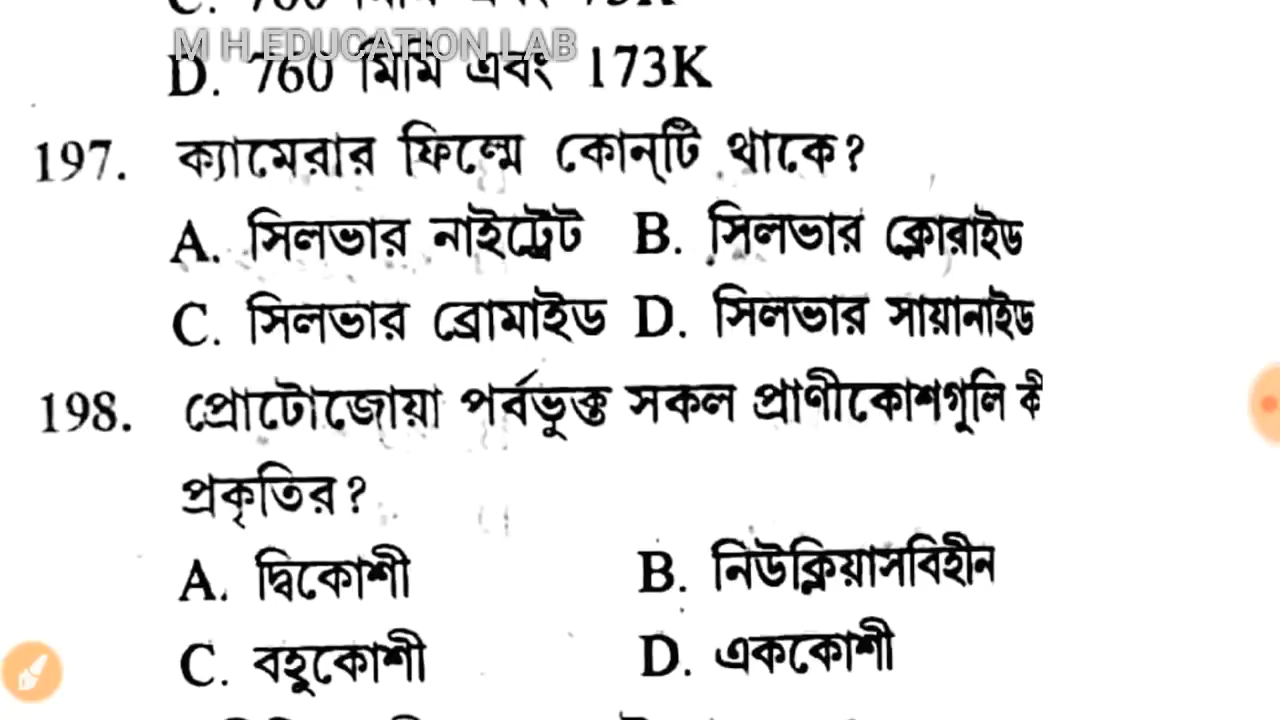 M H EDUCATION LAB
D. 760 মিমি এবং 173K
197. ক্যামেরার ফিল্মে কোন্‌টি থাকে?
A. সিলভার নাইট্রেট B. সিলভার ক্লোরাইড
C. সিলভার ব্রোমাইড D. সিলভার সায়ানাইড
198. প্রোটোজোয়া পর্বভুক্ত সকল প্রাণীকোশগুলি কী
প্রকৃতির?
A. দ্বিকোশী B. নিউক্লিয়াসবিহীন
C. বহুকোশী D. এককোশী